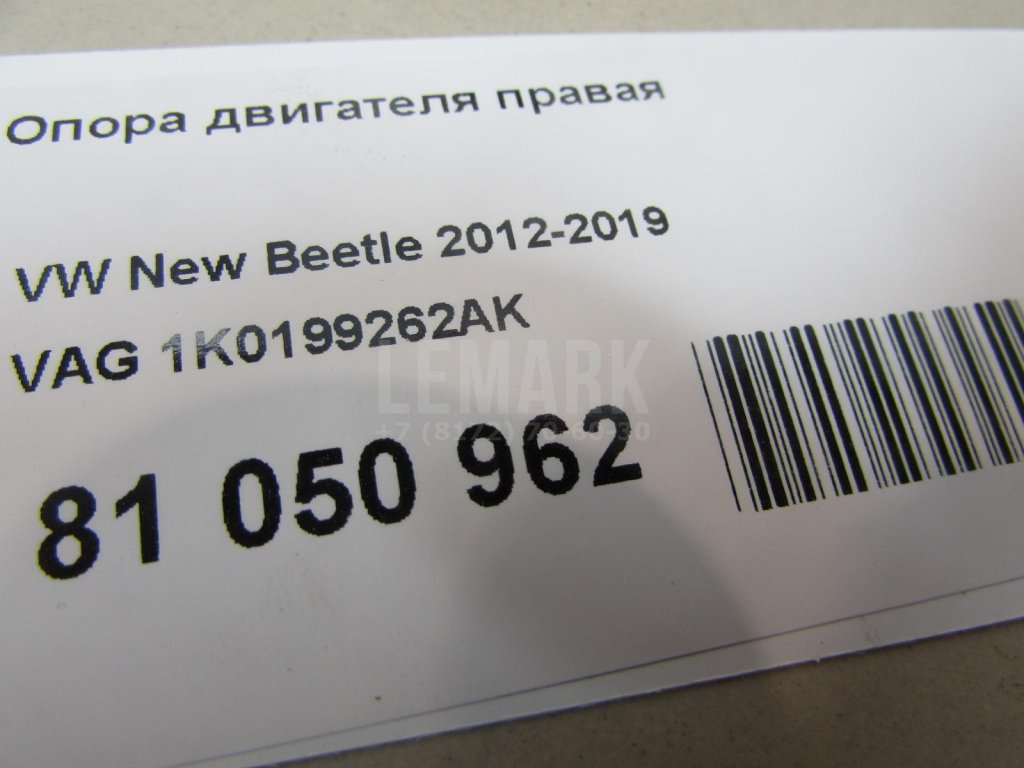 Опора двигателя правая
VW New Beetle 2012-2019
VAG 1K0199262AK
LEMARK
81 050 962